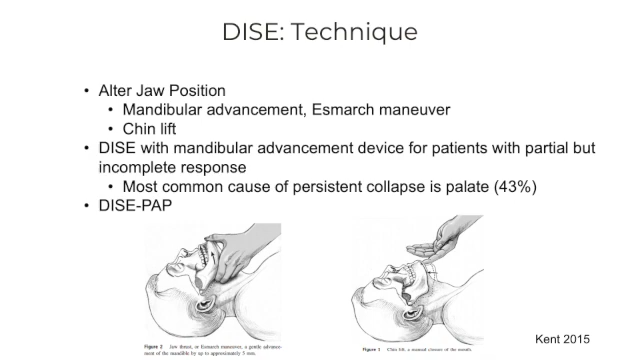 DISE: Technique
• Alter Jaw Position
• Mandibular advancement, Esmarch maneuver
• Chin lift
• DISE with mandibular advancement device for patients with partial but
incomplete response
• Most common cause of persistent collapse is palate (43%)
• DISE-PAP
Figure 2 Jaw thrust, or Esmarch maneuver, a gently advance-
ment of the mandible by up to approximately 5 mm.
Figure 1 Chin lift, a manual closure of the mouth.
Kent 2015